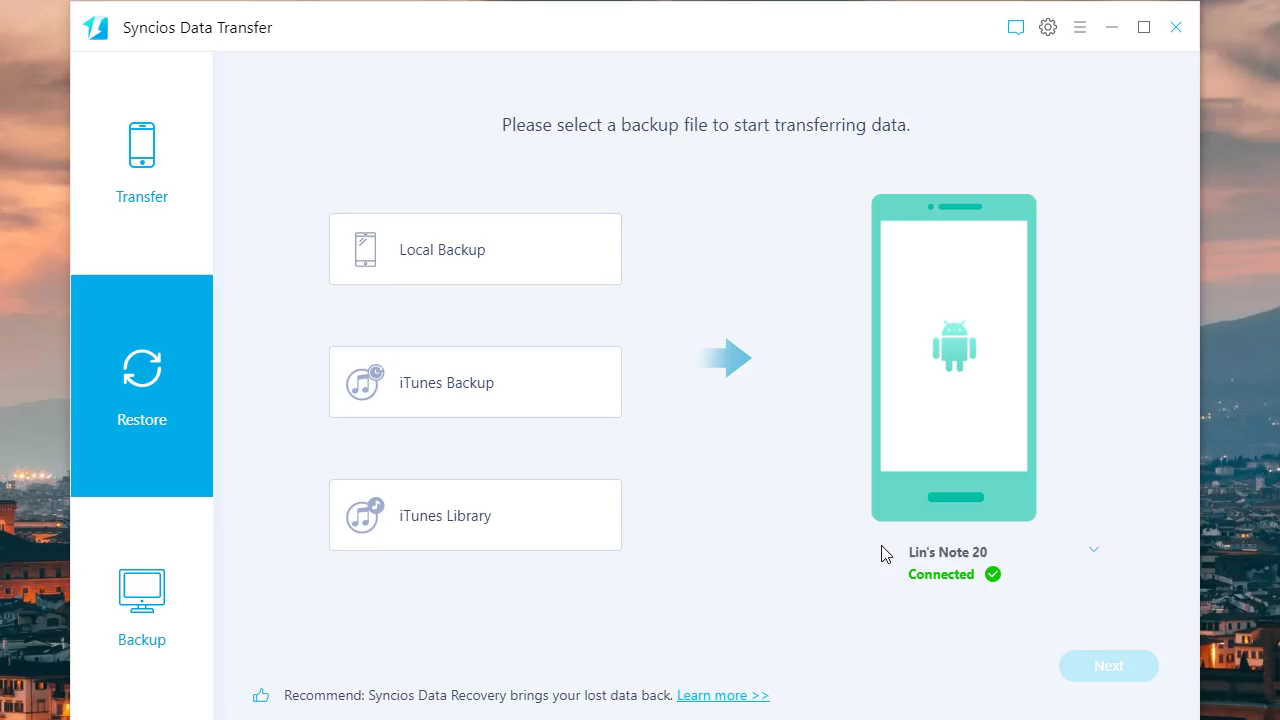 Syncios Data Transfer
Transfer
Restore
Backup
Please select a backup file to start transferring data.
Local Backup
iTunes Backup
iTunes Library
Lin's Note 20
Connected
Next
Recommend: Syncios Data Recovery brings your lost data back. Learn more >>